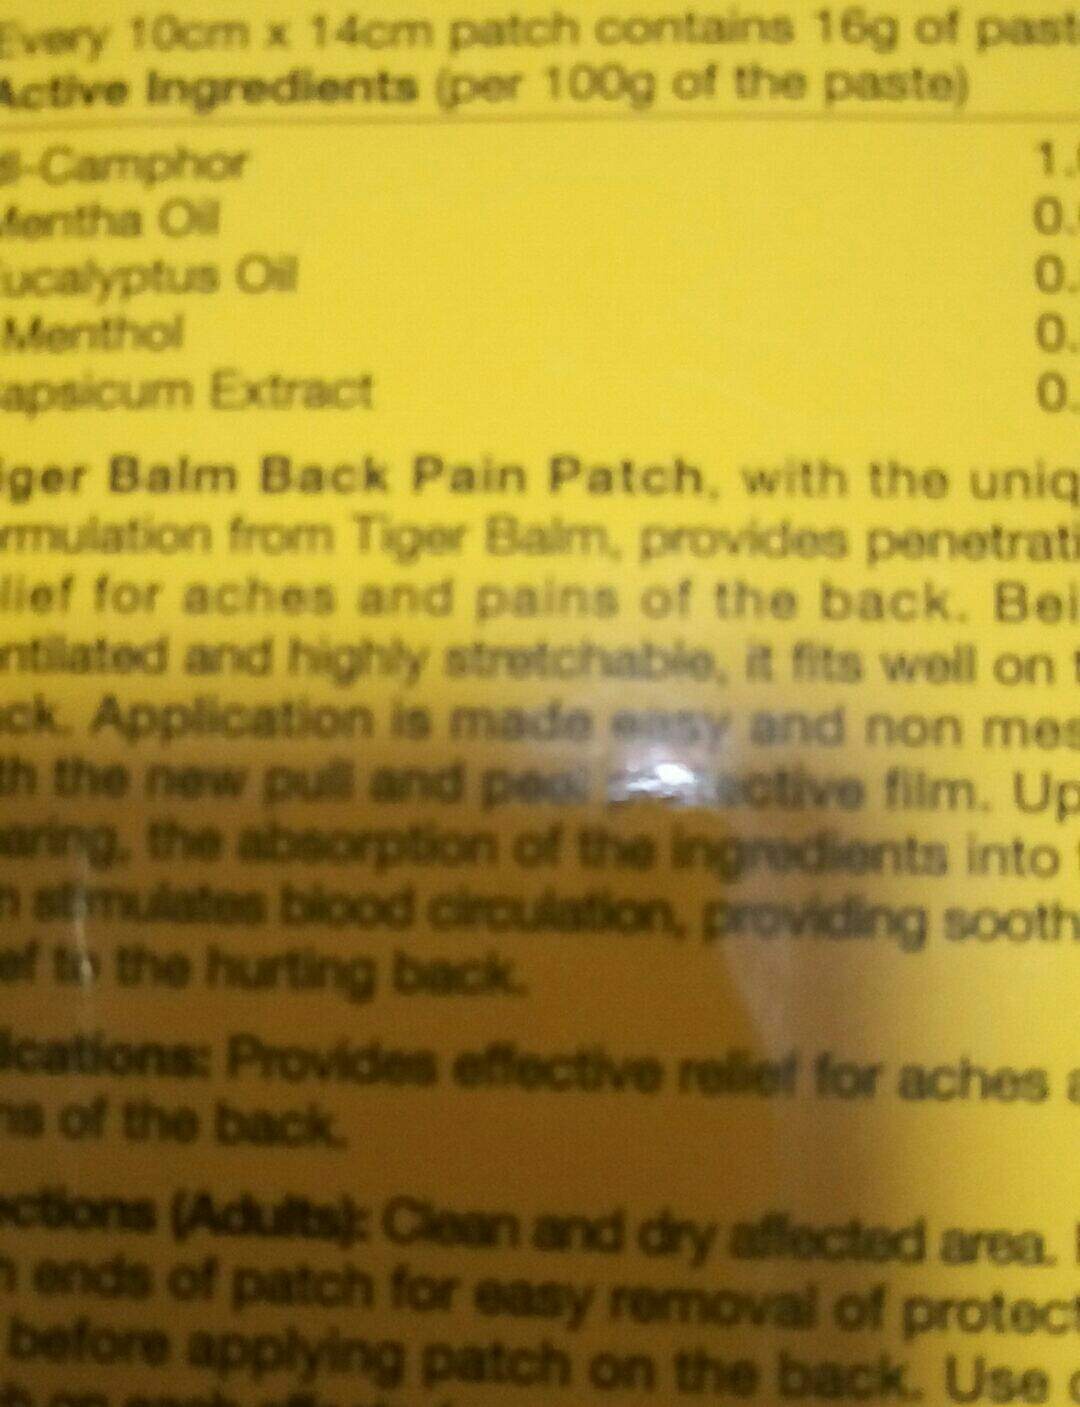 Every 10cm x 14cm patch contains 16g of past
Active Ingredients (per 100g of the paste)
dl-Camphor 1.
Mentha Oil 0.
ucalyptus Oil 0.
Menthol 0.
apsicum Extract 0.
iger Balm Back Pain Patch, with the uniq
rmulation from Tiger Balm, provides penetrati
lief for aches and pains of the back. Bei
ntilated and highly stretchable, it fits well on t
ck. Application is made easy and non mes
th the new pull and peel protective film. Up
aring, the absorption of the ingredients into
n stimulates blood circulation, providing sooth
ef to the hurting back.
ications: Provides effective relief for aches a
ns of the back.
ections (Adults): Clean and dry affected area.
h ends of patch for easy removal of protect
before applying patch on the back. Use